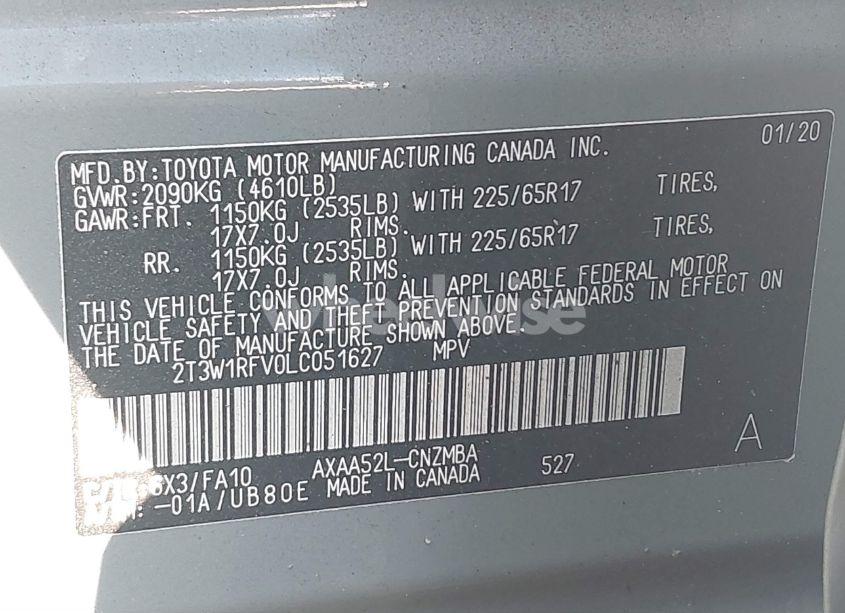 01/20
MFD.BY:TOYOTA MOTOR MANUFACTURING CANADA INC.
GVWR:2090KG (4610LB)
GAWR:FRT. 1150KG (2535LB) WITH 225/65R17 TIRES,
17X7.0J RIMS.
RR. 1150KG (2535LB) WITH 225/65R17 TIRES,
17X7.0J RIMS.
THIS VEHICLE CONFORMS TO ALL APPLICABLE FEDERAL MOTOR
VEHICLE SAFETY AND THEFT PREVENTION STANDARDS IN EFFECT ON
THE DATE OF MANUFACTURE SHOWN ABOVE.
2T3W1RFV0LC051627 MPV
A
6X3/FA10 AXAA52L-CNZMBA 527
-01A/UB80E MADE IN CANADA